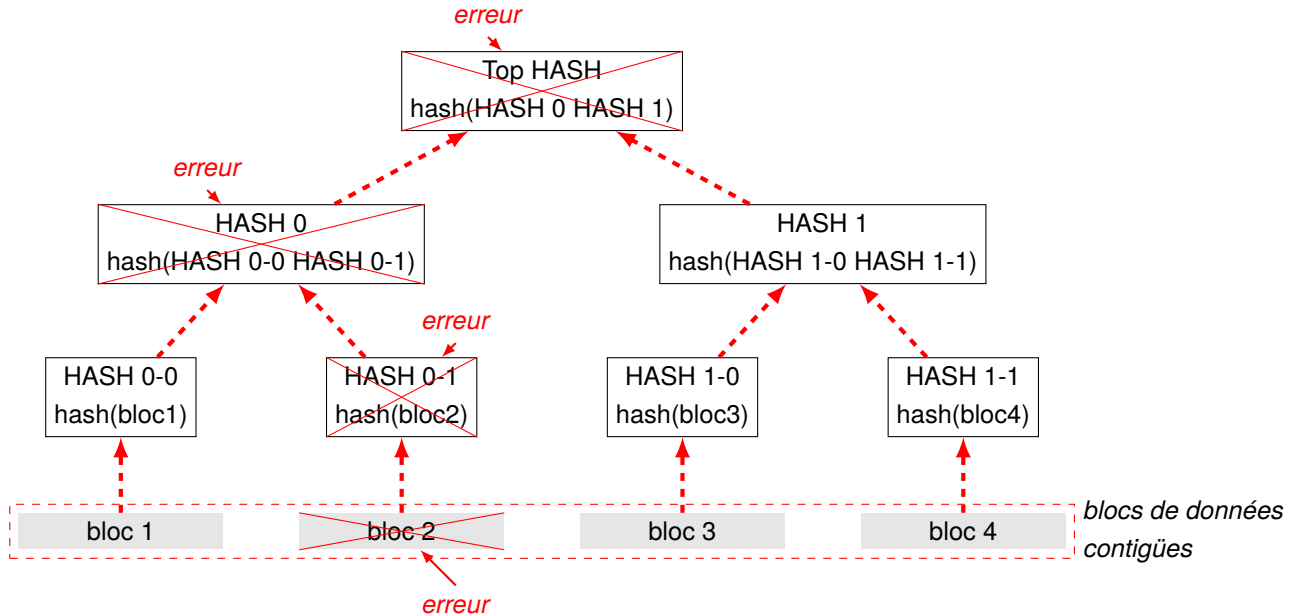 erreur
Top HASH
hash(HASH 0 HASH 1)
erreur
HASH 0
hash(HASH 0-0 HASH 0-1)
HASH 1
hash(HASH 1-0 HASH 1-1)
erreur
HASH 0-0
hash(bloc1)
HASH 0-1
hash(bloc2)
HASH 1-0
hash(bloc3)
HASH 1-1
hash(bloc4)
bloc 1
bloc 2
bloc 3
bloc 4
blocs de données
contigües
erreur